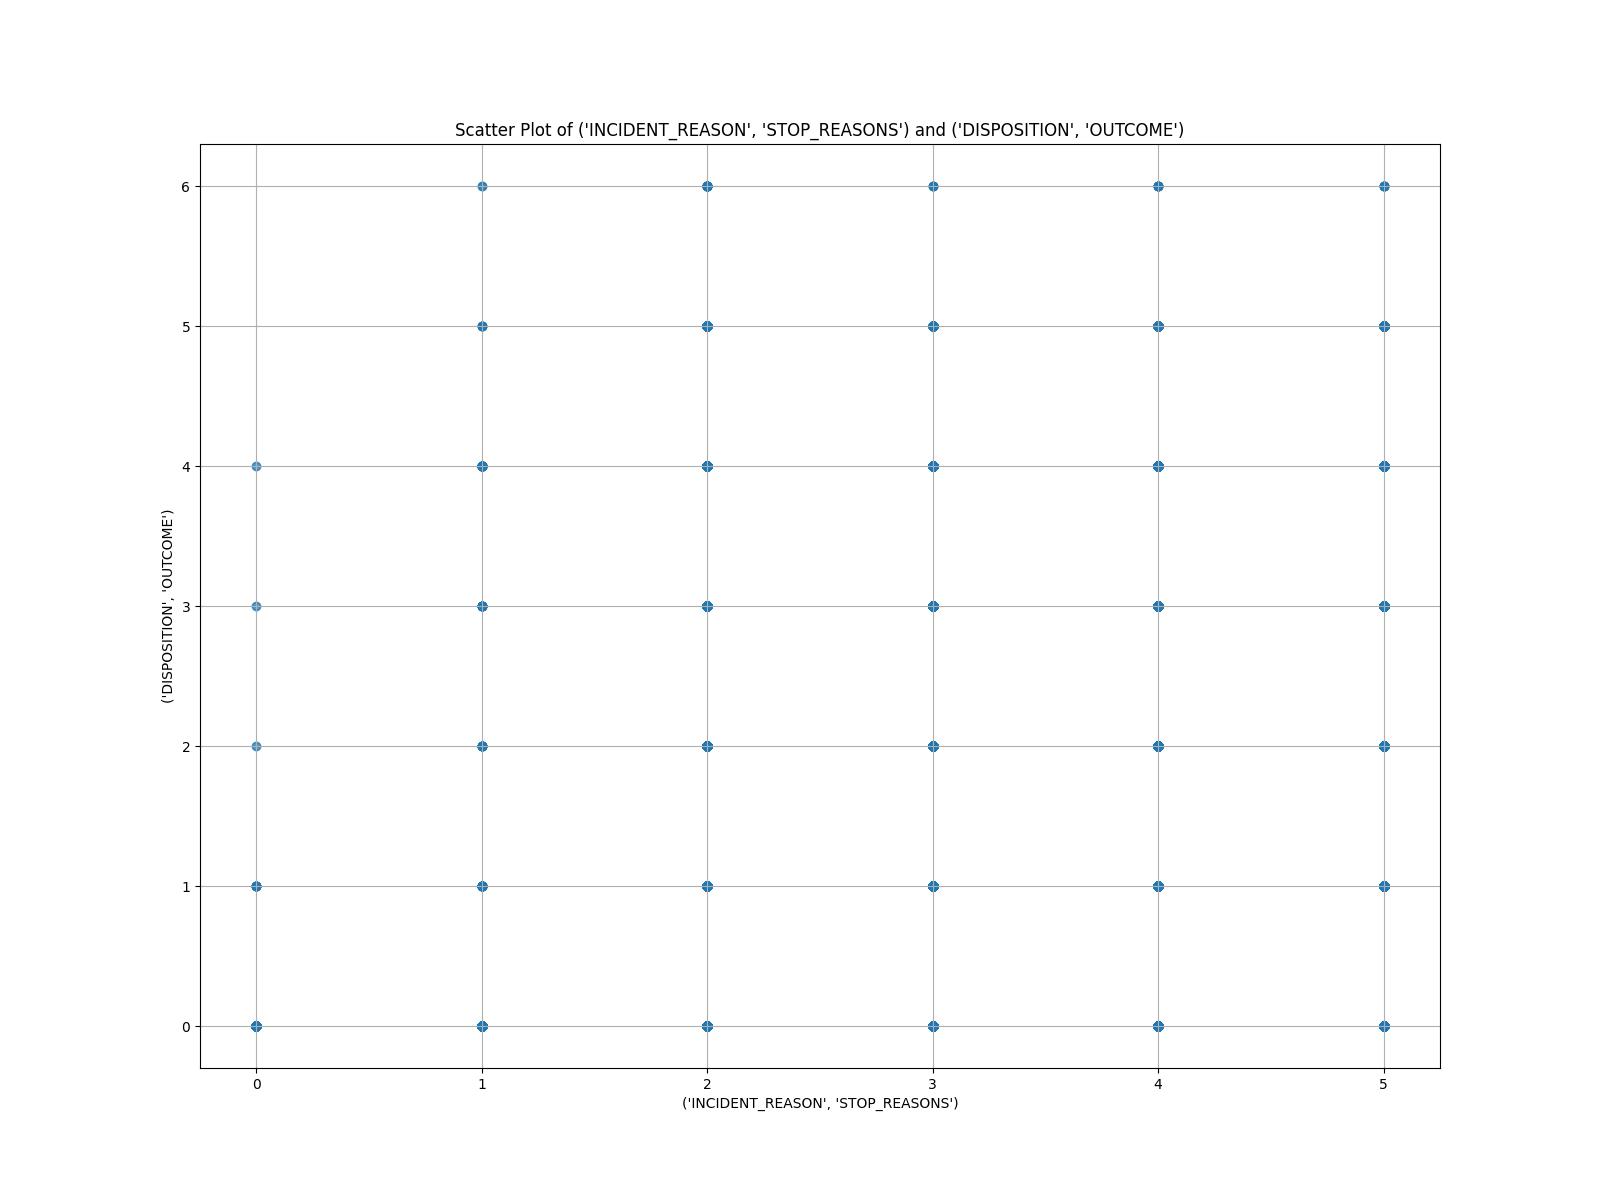 Scatter Plot of ('INCIDENT_REASON', 'STOP_REASONS') and ('DISPOSITION', 'OUTCOME')
6
5
4
3
2
1
0
('DISPOSITION', 'OUTCOME')
0 1 2 3 4 5
('INCIDENT_REASON', 'STOP_REASONS')